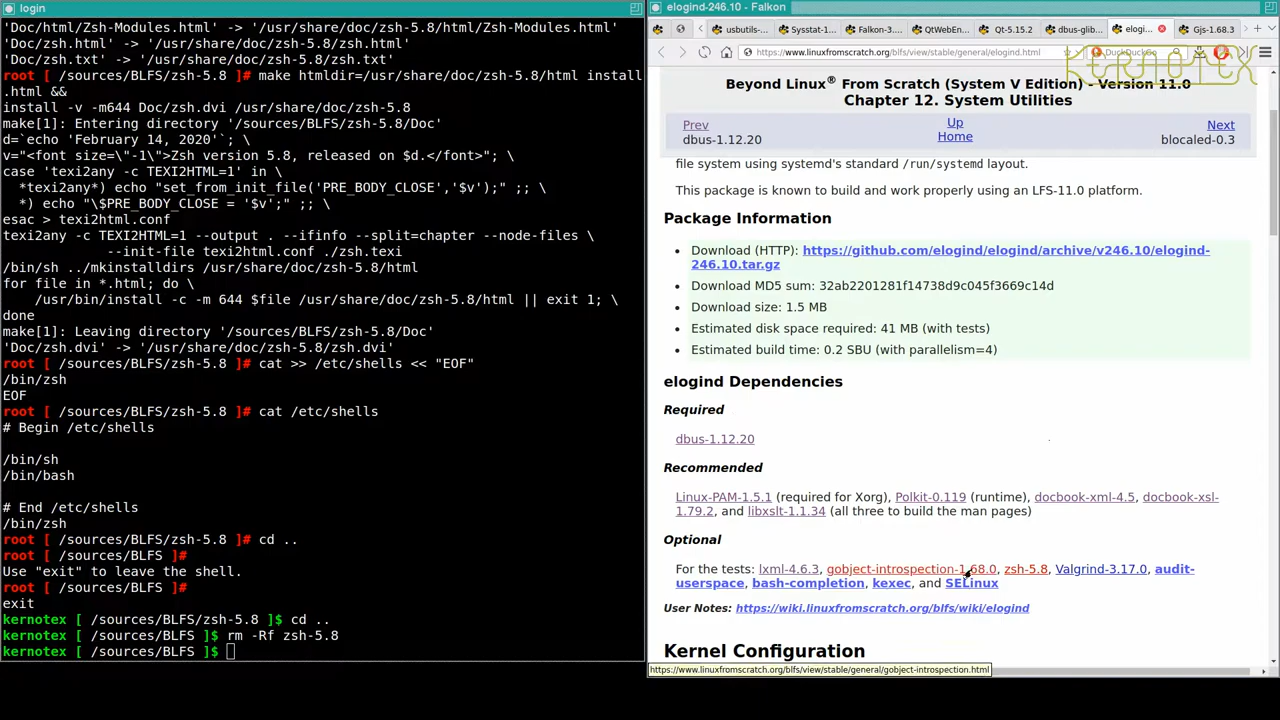 login
'Doc/html/Zsh-Modules.html' -> '/usr/share/doc/zsh-5.8/html/Zsh-Modules.html'
'Doc/zsh.html' -> '/usr/share/doc/zsh-5.8/zsh.html'
'Doc/zsh.txt' -> '/usr/share/doc/zsh-5.8/zsh.txt'
root [ /sources/BLFS/zsh-5.8 ]# make htmldir=/usr/share/doc/zsh-5.8/html install
.html &&
install -v -m644 Doc/zsh.dvi /usr/share/doc/zsh-5.8
make[1]: Entering directory '/sources/BLFS/zsh-5.8/Doc'
d=`echo 'February 14, 2020'`; \
v="<font size=\"-1\">Zsh version 5.8, released on $d.</font>"; \
case 'texi2any -c TEXI2HTML=1' in \
  *texi2any*) echo "set_from_init_file('PRE_BODY_CLOSE','$v');" ;; \
  *) echo "\$PRE_BODY_CLOSE = '$v';" ;; \
esac > texi2html.conf
texi2any -c TEXI2HTML=1 --output . --ifinfo --split=chapter --node-files \
            --init-file texi2html.conf ./zsh.texi
/bin/sh ../mkinstalldirs /usr/share/doc/zsh-5.8/html
for file in *.html; do \
    /usr/bin/install -c -m 644 $file /usr/share/doc/zsh-5.8/html || exit 1; \
done
make[1]: Leaving directory '/sources/BLFS/zsh-5.8/Doc'
'Doc/zsh.dvi' -> '/usr/share/doc/zsh-5.8/zsh.dvi'
root [ /sources/BLFS/zsh-5.8 ]# cat >> /etc/shells << "EOF"
/bin/zsh
EOF
root [ /sources/BLFS/zsh-5.8 ]# cat /etc/shells
# Begin /etc/shells
/bin/sh
/bin/bash
# End /etc/shells
/bin/zsh
root [ /sources/BLFS/zsh-5.8 ]# cd ..
root [ /sources/BLFS ]#
Use "exit" to leave the shell.
root [ /sources/BLFS ]#
exit
kernotex [ /sources/BLFS/zsh-5.8 ]$ cd ..
kernotex [ /sources/BLFS ]$ rm -Rf zsh-5.8
kernotex [ /sources/BLFS ]$
elogind-246.10 - Falkon
usbutils-... Sysstat-1... Falkon-3.... QtWebEn... Qt-5.15.2 dbus-glib... elogi... Gjs-1.68.3
https://www.linuxfromscratch.org/blfs/view/stable/general/elogind.html DuckDuckGo
KERNOTEX
Beyond Linux® From Scratch (System V Edition) - Version 11.0
Chapter 12. System Utilities
Prev Up Next
dbus-1.12.20 Home blocaled-0.3
file system using systemd's standard /run/systemd layout.
This package is known to build and work properly using an LFS-11.0 platform.
Package Information
• Download (HTTP): https://github.com/elogind/elogind/archive/v246.10/elogind-
246.10.tar.gz
• Download MD5 sum: 32ab2201281f14738d9c045f3669c14d
• Download size: 1.5 MB
• Estimated disk space required: 41 MB (with tests)
• Estimated build time: 0.2 SBU (with parallelism=4)
elogind Dependencies
Required
dbus-1.12.20
Recommended
Linux-PAM-1.5.1 (required for Xorg), Polkit-0.119 (runtime), docbook-xml-4.5, docbook-xsl-
1.79.2, and libxslt-1.1.34 (all three to build the man pages)
Optional
For the tests: lxml-4.6.3, gobject-introspection-1.68.0, zsh-5.8, Valgrind-3.17.0, audit-
userspace, bash-completion, kexec, and SELinux
User Notes: https://wiki.linuxfromscratch.org/blfs/wiki/elogind
Kernel Configuration
https://www.linuxfromscratch.org/blfs/view/stable/general/gobject-introspection.html